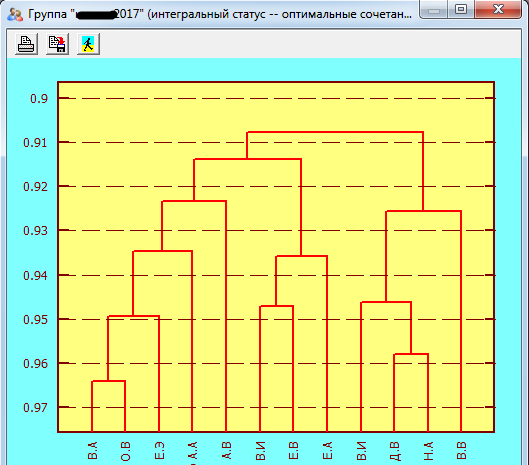 Группа "2017" (интегральный статус -- оптимальные сочетан...
0.9
0.91
0.92
0.93
0.94
0.95
0.96
0.97
В.А
О.В
Е.Э
А.А
А.В
В.И
Е.В
Е.А
В.И
Д.В
Н.А
В.В